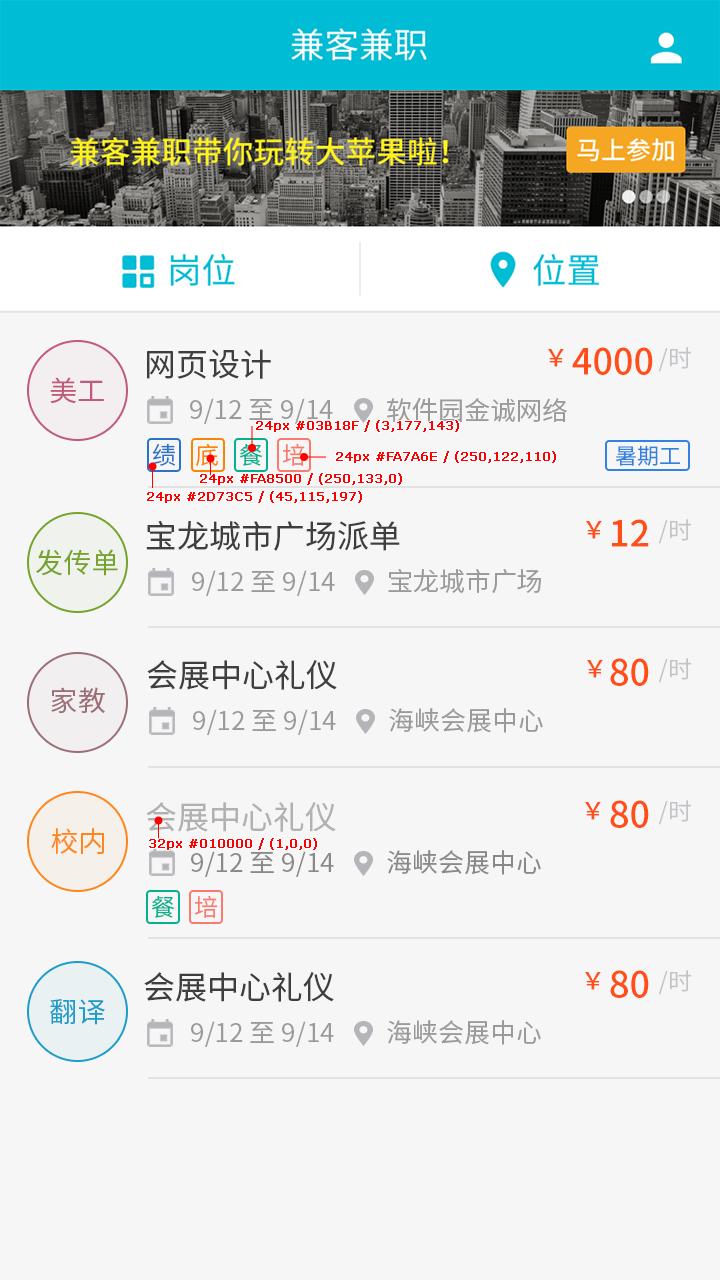 兼客兼职
兼客兼职带你玩转大苹果啦！
马上参加
岗位
位置
美工
网页设计
¥ 4000 /时
9/12 至 9/14
软件园金诚网络
24px #03B18F / (3,177,143)
绩 底 餐 培
24px #FA7A6E / (250,122,110)
暑期工
24px #FA8500 / (250,133,0)
24px #2D73C5 / (45,115,197)
发传单
宝龙城市广场派单
¥ 12 /时
9/12 至 9/14
宝龙城市广场
家教
会展中心礼仪
¥ 80 /时
9/12 至 9/14
海峡会展中心
校内
会展中心礼仪
¥ 80 /时
32px #010000 / (1,0,0)
9/12 至 9/14
海峡会展中心
餐 培
翻译
会展中心礼仪
¥ 80 /时
9/12 至 9/14
海峡会展中心